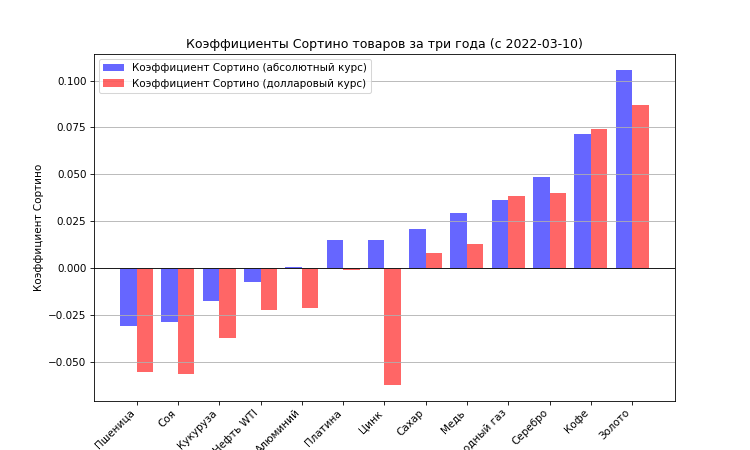 Коэффициенты Сортино товаров за три года (с 2022-03-10)
Коэффициент Сортино (абсолютный курс)
Коэффициент Сортино (долларовый курс)
Коэффициент Сортино
0.100
0.075
0.050
0.025
0.000
−0.025
−0.050
Пшеница
Соя
Кукуруза
Нефть WTI
Алюминий
Платина
Цинк
Сахар
Медь
газ
Серебро
Кофе
Золото